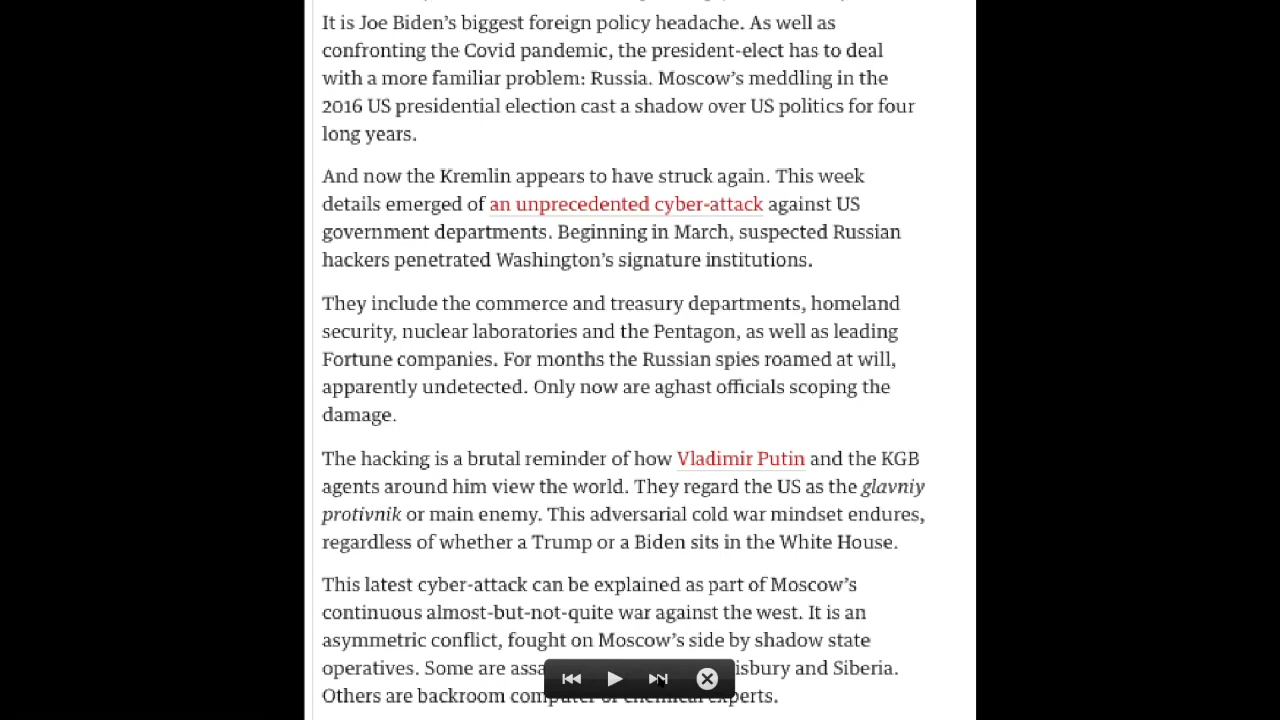 It is Joe Biden’s biggest foreign policy headache. As well as
confronting the Covid pandemic, the president-elect has to deal
with a more familiar problem: Russia. Moscow’s meddling in the
2016 US presidential election cast a shadow over US politics for four
long years.
And now the Kremlin appears to have struck again. This week
details emerged of an unprecedented cyber-attack against US
government departments. Beginning in March, suspected Russian
hackers penetrated Washington’s signature institutions.
They include the commerce and treasury departments, homeland
security, nuclear laboratories and the Pentagon, as well as leading
Fortune companies. For months the Russian spies roamed at will,
apparently undetected. Only now are aghast officials scoping the
damage.
The hacking is a brutal reminder of how Vladimir Putin and the KGB
agents around him view the world. They regard the US as the glavniy
protivnik or main enemy. This adversarial cold war mindset endures,
regardless of whether a Trump or a Biden sits in the White House.
This latest cyber-attack can be explained as part of Moscow’s
continuous almost-but-not-quite war against the west. It is an
asymmetric conflict, fought on Moscow’s side by shadow state
operatives. Some are and Siberia.
Others are backroom computer or chemical experts.